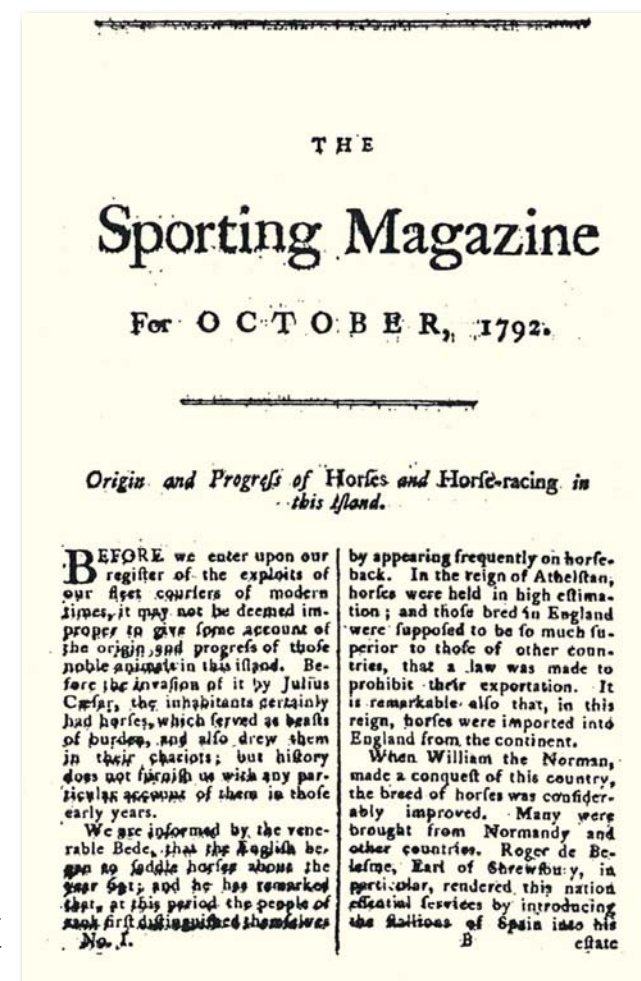 THE
Sporting Magazine
For OCTOBER, 1792.
Origin and Progreſs of Horſes and Horſe-racing in
this Iſland.
BEFORE we enter upon our
regiſter of the exploits of
our fleet courſers of modern
times, it may not be deemed im-
proper to give ſome account of
the origin and progreſs of thoſe
noble animals in this iſland. Be-
fore the invaſion of it by Julius
Cæſar, the inhabitants certainly
had horſes, which ſerved as beaſts
of burden, and alſo drew them
in their chariots; but hiſtory
does not furniſh us with any par-
ticular account of them in thoſe
early years.
We are informed by the vene-
rable Bede, that the Engliſh be-
gan to ſaddle horſes about the
year and he has remarked
that, at this period the people of
rank firſt diſtinguiſhed themſelves
No. I.
by appearing frequently on horſe-
back. In the reign of Athelſtan,
horſes were held in high eſtima-
tion; and thoſe bred in England
were ſuppoſed to be ſo much ſu-
perior to thoſe of other coun-
tries, that a law was made to
prohibit their exportation. It
is remarkable alſo that, in this
reign, horſes were imported into
England from the continent.
When William the Norman,
made a conqueſt of this country,
the breed of horſes was conſider-
ably improved. Many were
brought from Normandy and
other countries. Roger de Be-
leſme, Earl of Shrewſbury, in
particular, rendered this nation
eſſential ſervices by introducing
the ſtallions of Spain into his
B eſtate